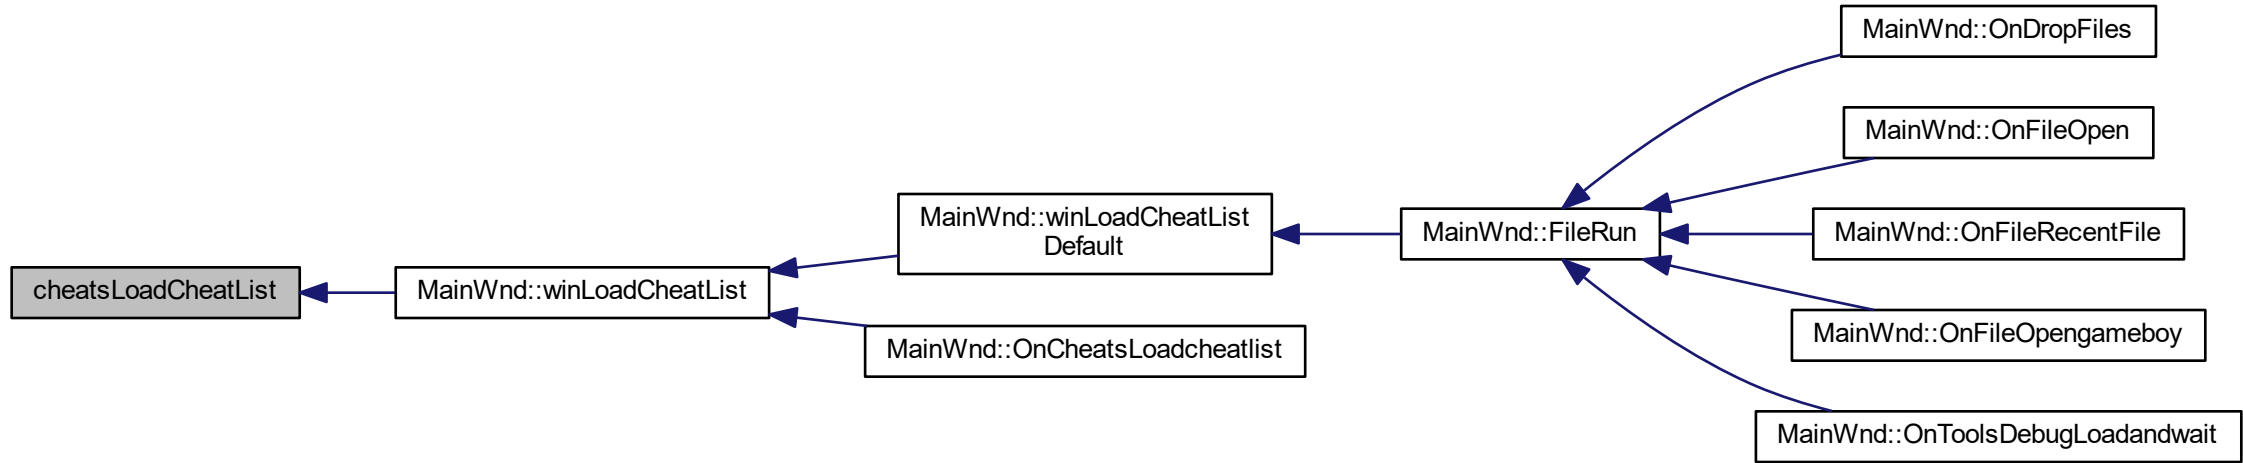 MainWnd::OnDropFiles
MainWnd::OnFileOpen
MainWnd::winLoadCheatList
Default
MainWnd::FileRun
MainWnd::OnFileRecentFile
cheatsLoadCheatList
MainWnd::winLoadCheatList
MainWnd::OnFileOpengameboy
MainWnd::OnCheatsLoadcheatlist
MainWnd::OnToolsDebugLoadandwait